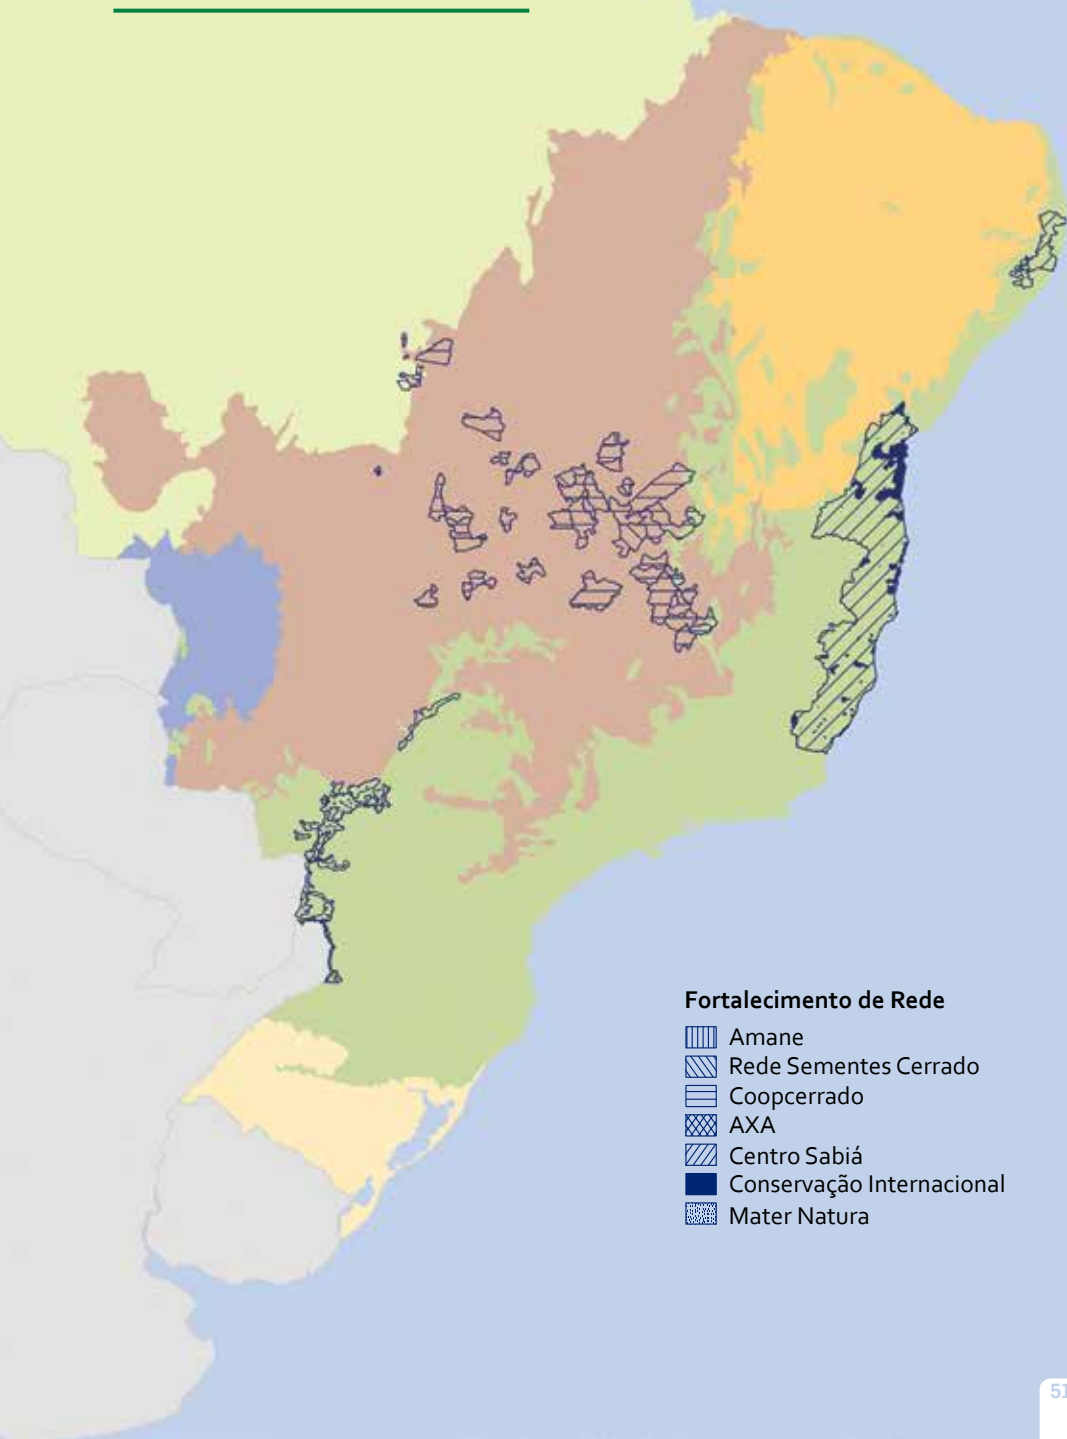 Fortalecimento de Rede
Amane
Rede Sementes Cerrado
Coopcerrado
AXA
Centro Sabiá
Conservação Internacional
Mater Natura
51